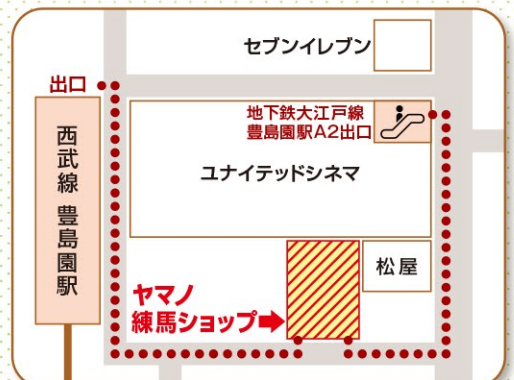 セブンイレブン
出口
地下鉄大江戸線
豊島園駅A2出口
西武線 豊島園駅
ユナイテッドシネマ
松屋
ヤマノ
練馬ショップ